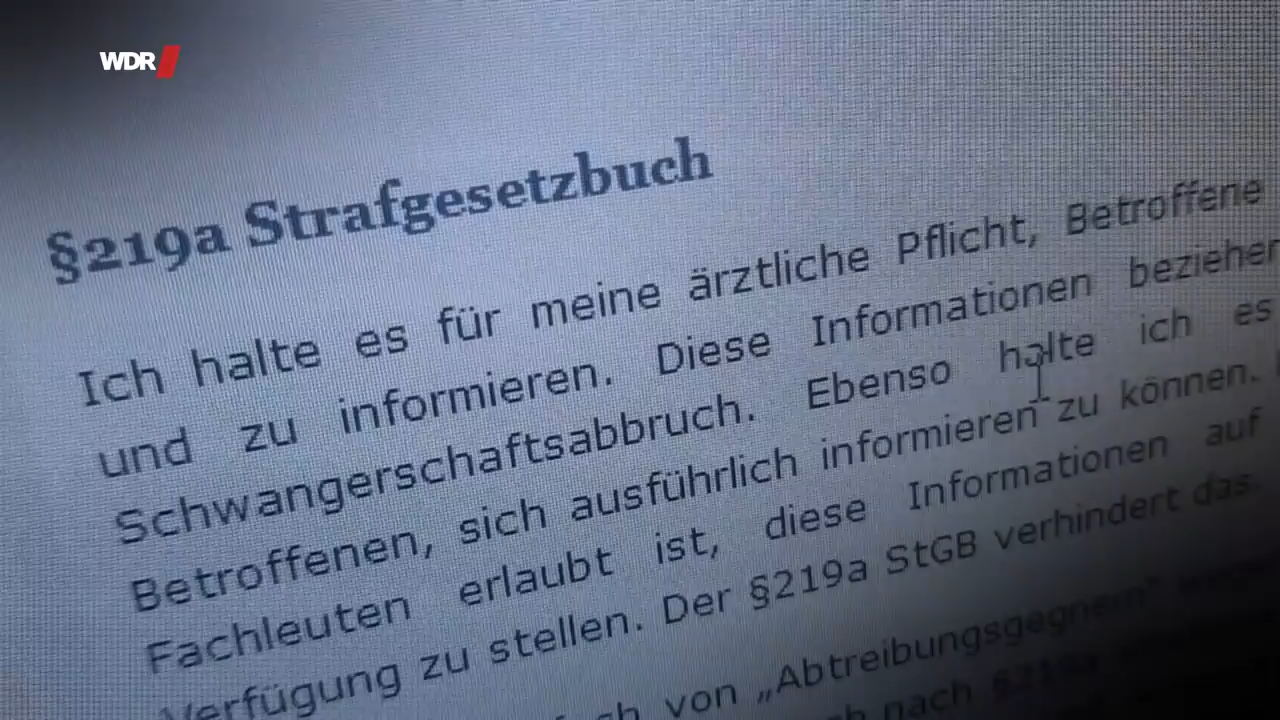 WDR
§219a Strafgesetzbuch
Ich halte es für meine ärztliche Pflicht, Betroffene
und zu informieren. Diese Informationen
Schwangerschaftsabbruch. Ebenso halte ich es
Betroffenen, sich ausführlich informieren zu können.
Fachleuten erlaubt ist, diese Informationen auf
Verfügung zu stellen. Der §219a StGB verhindert das.
von „Abtreibungsgegnern“
nach §219a